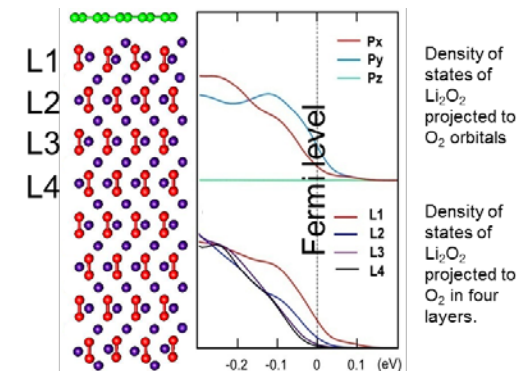 L1
L2
L3
L4
Px
Py
Pz
Fermi level
L1
L2
L3
L4
-0.2
-0.1
0
0.1
(eV)
Density of
states of
Li₂O₂
projected to
O₂ orbitals
Density of
states of
Li₂O₂
projected to
O₂ in four
layers.